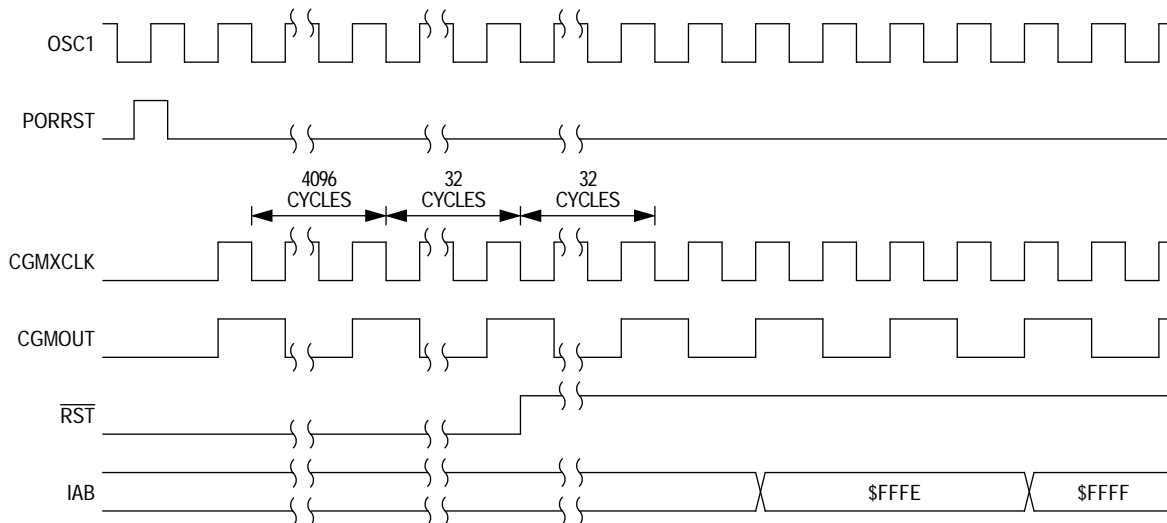 OSC1
PORRST
4096
CYCLES
32
CYCLES
32
CYCLES
CGMXCLK
CGMOUT
RST
IAB
$FFFE
$FFFF